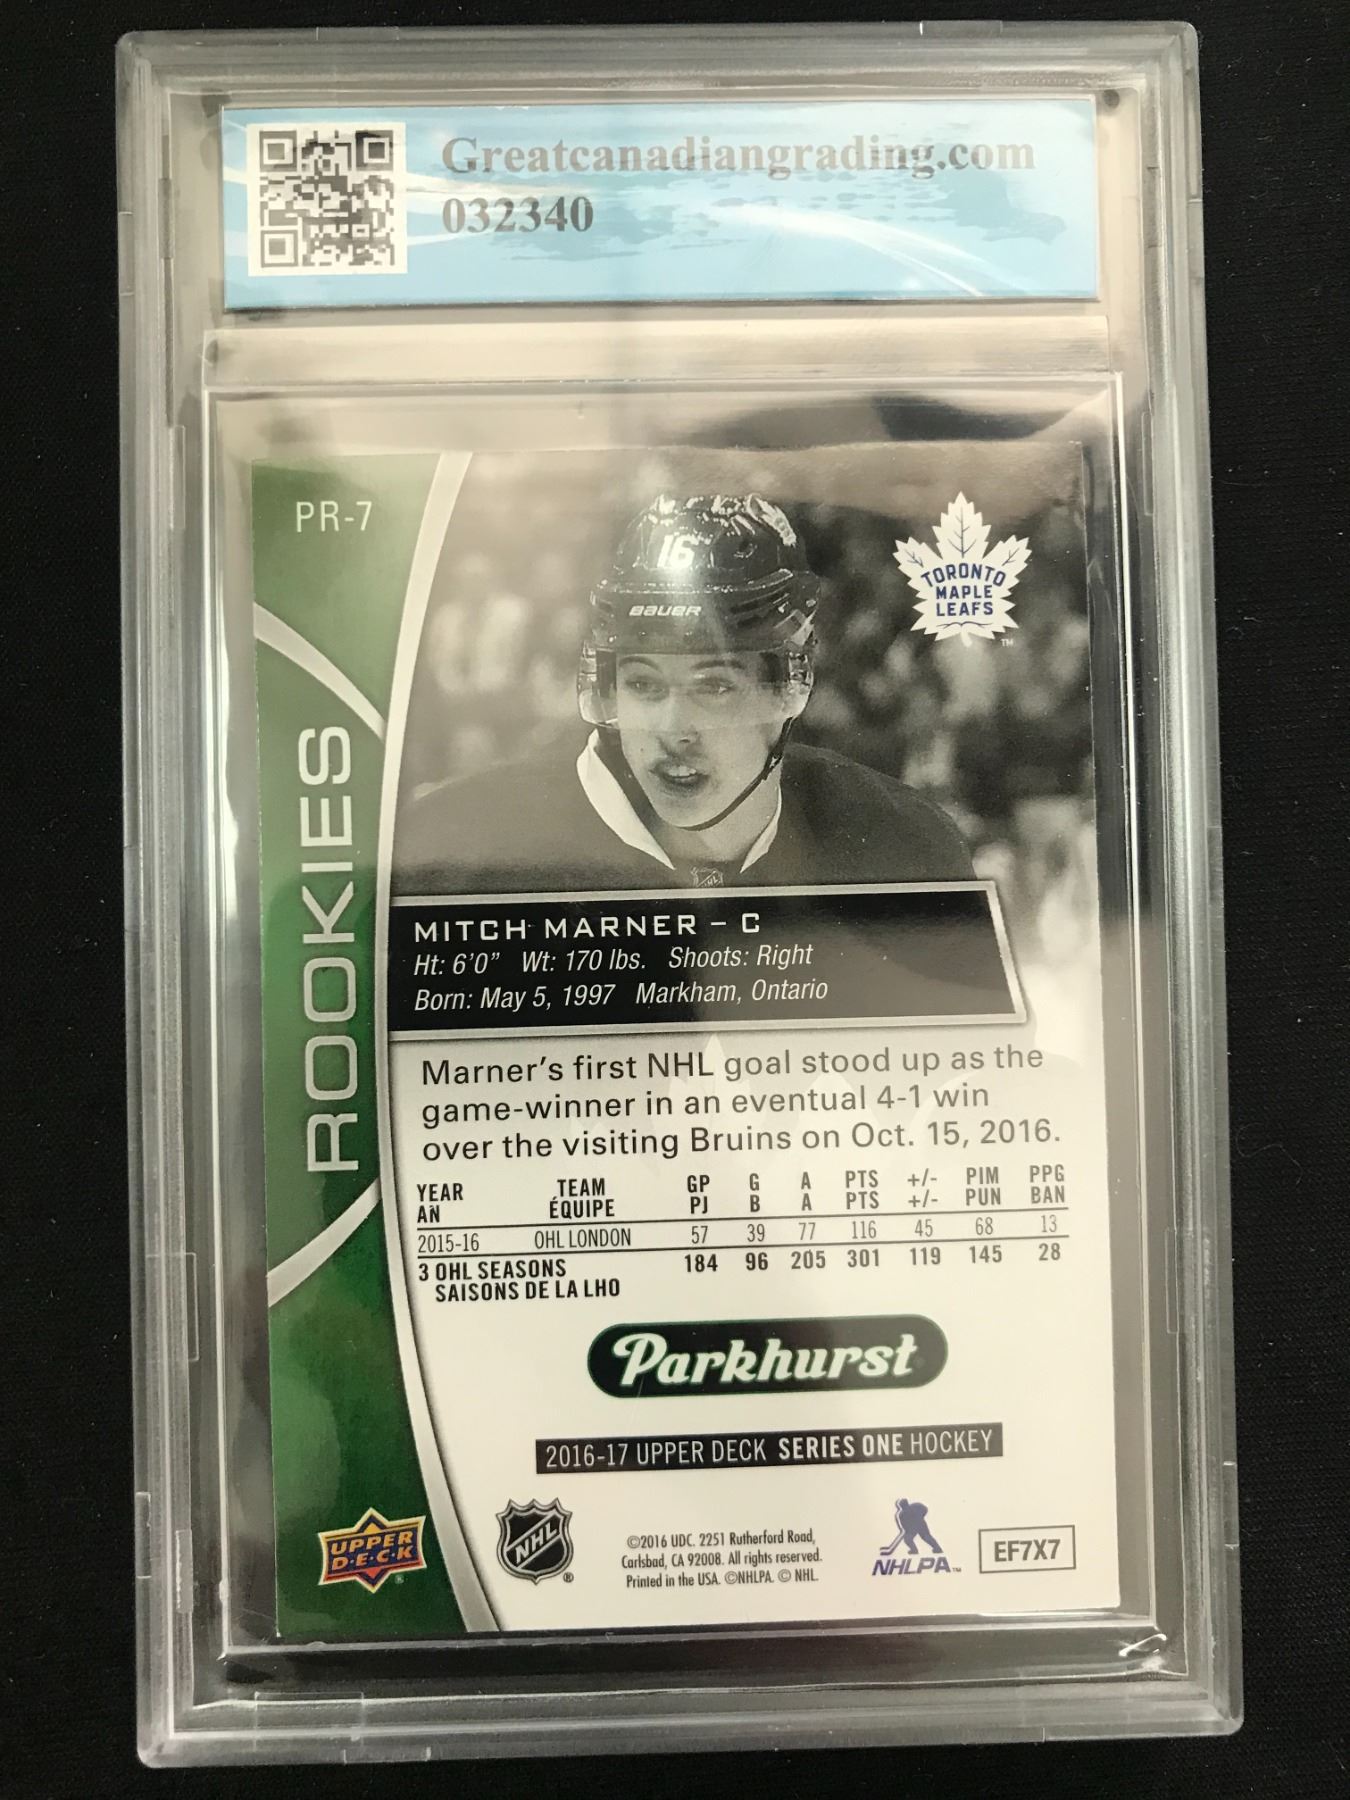 Greatcanadiangrading.com
032340
PR-7
16
BAUER
TORONTO
MAPLE
LEAFS
TM
ROOKIES
MITCH MARNER – C
Ht: 6'0" Wt: 170 lbs. Shoots: Right
Born: May 5, 1997 Markham, Ontario
Marner's first NHL goal stood up as the
game-winner in an eventual 4-1 win
over the visiting Bruins on Oct. 15, 2016.
YEAR TEAM GP G A PTS +/- PIM PPG
AN ÉQUIPE PJ B A PTS +/- PUN BAN
2015-16 OHL LONDON 57 39 77 116 45 68 13
3 OHL SEASONS 184 96 205 301 119 145 28
SAISONS DE LA LHO
Parkhurst
2016-17 UPPER DECK SERIES ONE HOCKEY
UPPER
D·E·C·K
®
NHL
®
©2016 UDC. 2251 Rutherford Road,
Carlsbad, CA 92008. All rights reserved.
Printed in the USA. ©NHLPA. © NHL.
NHLPA™
EF7X7